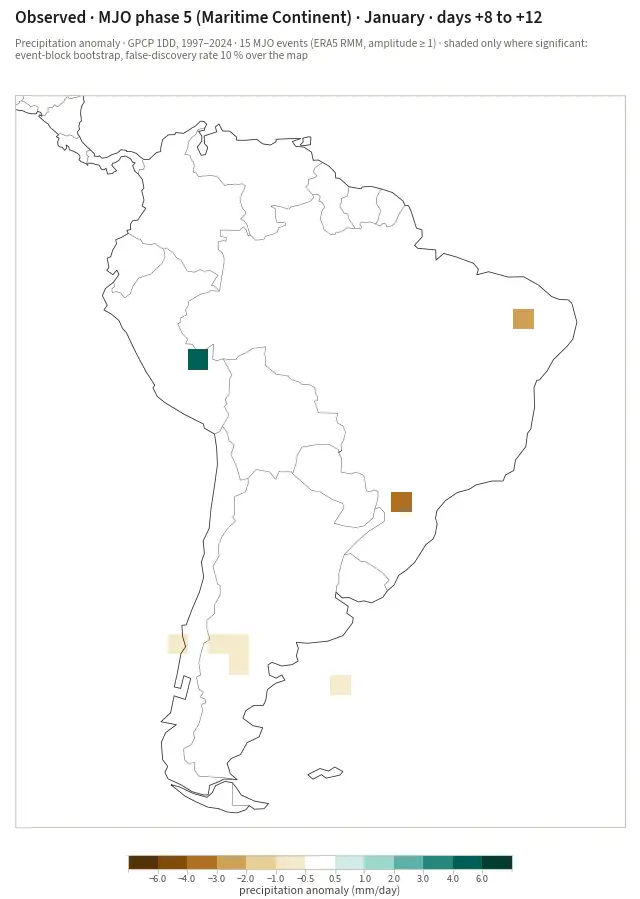 Observed · MJO phase 5 (Maritime Continent) · January · days +8 to +12
Precipitation anomaly · GPCP 1DD, 1997–2024 · 15 MJO events (ERA5 RMM, amplitude ≥ 1) · shaded only where significant:
event-block bootstrap, false-discovery rate 10 % over the map
−6.0 −4.0 −3.0 −2.0 −1.0 −0.5 0.5 1.0 2.0 3.0 4.0 6.0
precipitation anomaly (mm/day)